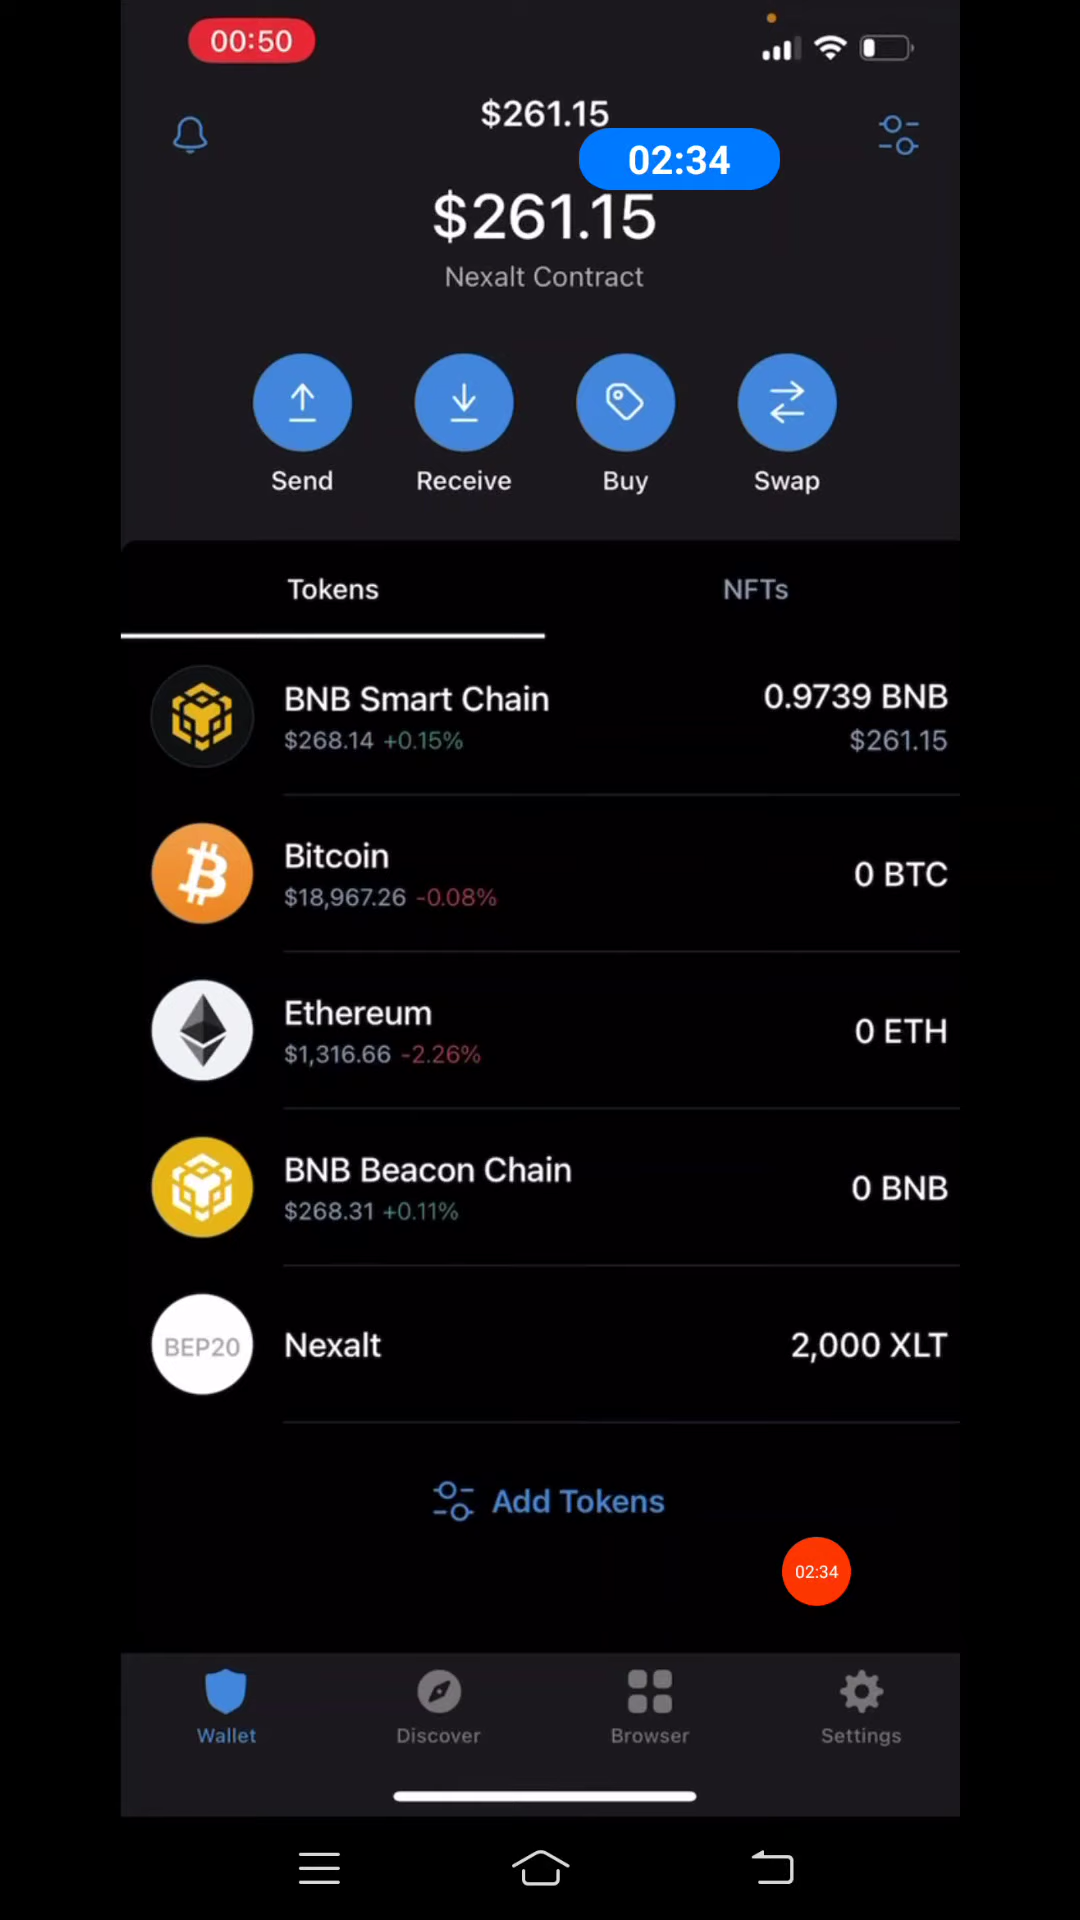 00:50
$261.15
02:34
$261.15
Nexalt Contract
Send Receive Buy Swap
Tokens NFTs
BNB Smart Chain 0.9739 BNB
$268.14 +0.15% $261.15
Bitcoin 0 BTC
$18,967.26 -0.08%
Ethereum 0 ETH
$1,316.66 -2.26%
BNB Beacon Chain 0 BNB
$268.31 +0.11%
BEP20 Nexalt 2,000 XLT
Add Tokens
02:34
Wallet Discover Browser Settings